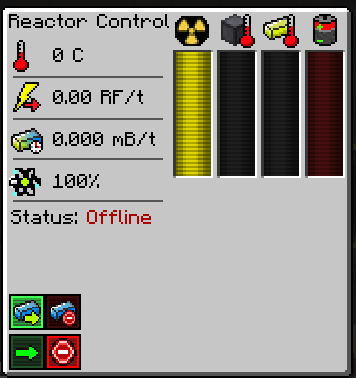 Reactor Control
0 C
0.00 RF/t
0.000 mB/t
100%
Status: Offline